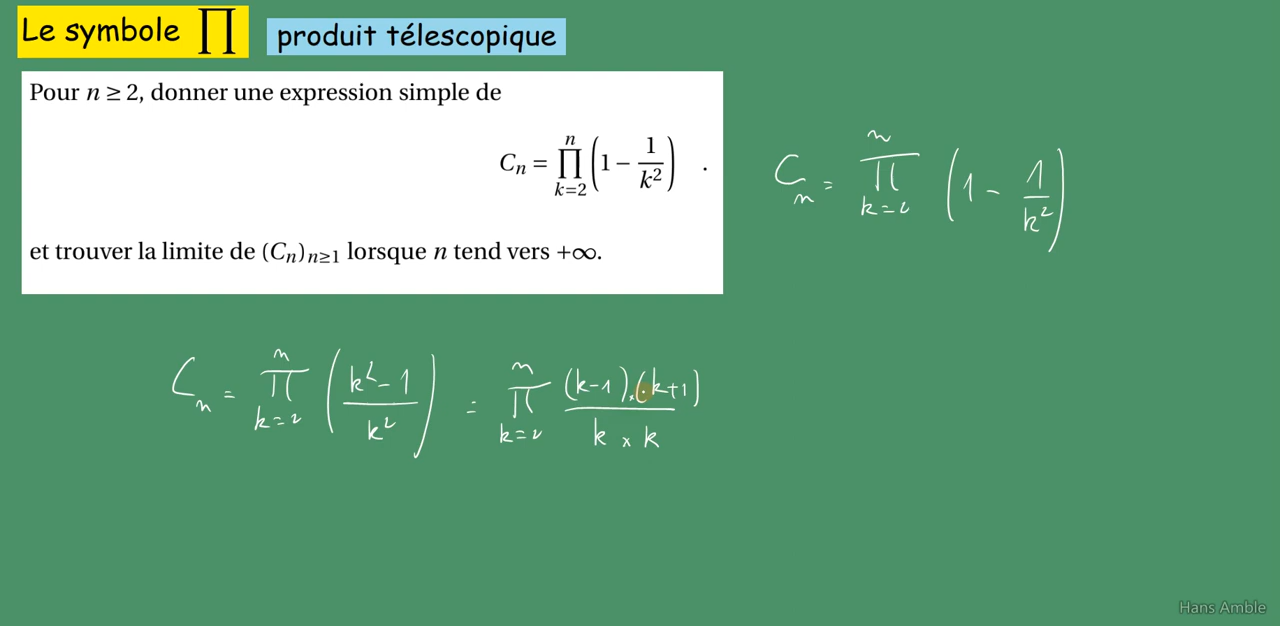 Le symbole ∏
produit télescopique
Pour n ≥ 2, donner une expression simple de
C_n = ∏_{k=2}^{n} (1 − 1/k²) .
et trouver la limite de (C_n)_{n≥1} lorsque n tend vers +∞.
C_n = ∏_{k=2}^{n} (1 − 1/k²)
C_n = ∏_{k=2}^{n} ((k² − 1)/k²) = ∏_{k=2}^{n} (k−1)×(k+1)/(k × k)
Hans Amble